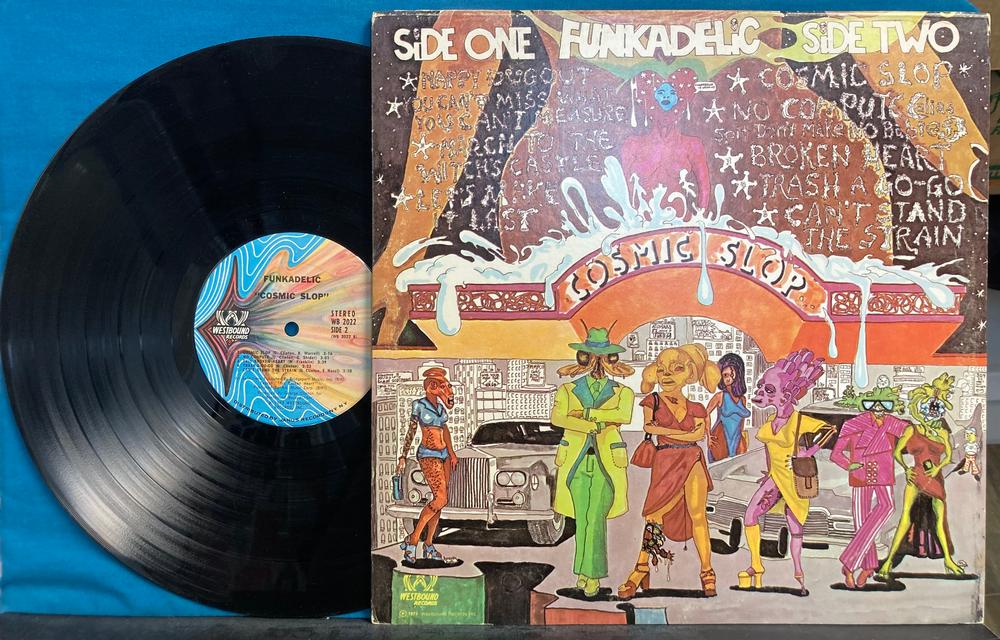 SIDE ONE FUNKADELIC SIDE TWO
NAPPY DUGOUT
YOU CAN'T MISS WHAT
YOU CAN'T MEASURE
MARCH TO THE
WITH'S CASTLE
LET'S MAKE
IT LAST
COSMIC SLOP
NO COMPUTE
BROKEN HEART
TRASH A GO-GO
CAN'T STAND
THE STRAIN
COSMIC SLOP
WESTBOUND
RECORDS
FUNKADELIC
"COSMIC SLOP"
STEREO
WB 2022
SIDE 2
WESTBOUND
RECORDS